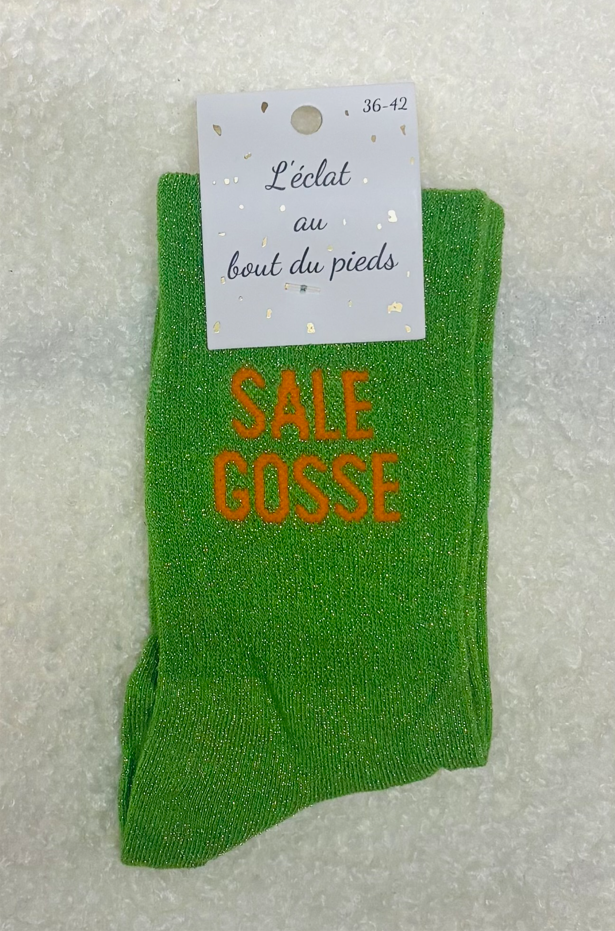 36-42
L'éclat
au
bout du pieds
SALE
GOSSE